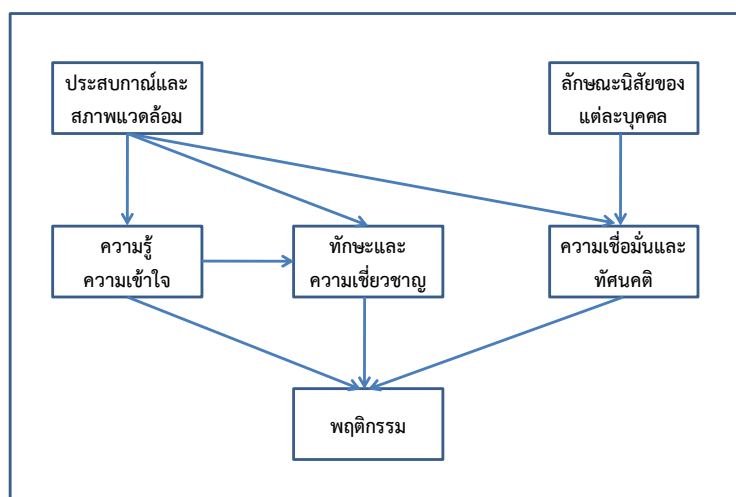 ประสบกาณ์และ
สภาพแวดล้อม
ลักษณะนิสัยของ
แต่ละบุคคล
ความรู้
ความเข้าใจ
ทักษะและ
ความเชี่ยวชาญ
ความเชื่อมั่นและ
ทัศนคติ
พฤติกรรม